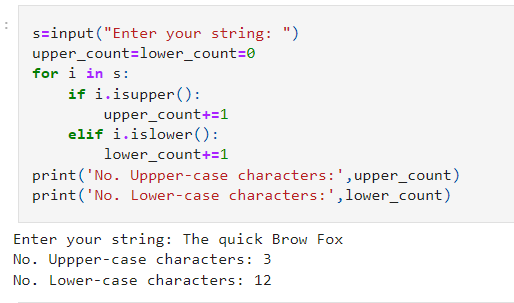 s=input("Enter your string: ")
upper_count=lower_count=0
for i in s:
    if i.isupper():
        upper_count+=1
    elif i.islower():
        lower_count+=1
print('No. Uppper-case characters:',upper_count)
print('No. Lower-case characters:',lower_count)
Enter your string: The quick Brow Fox
No. Uppper-case characters: 3
No. Lower-case characters: 12